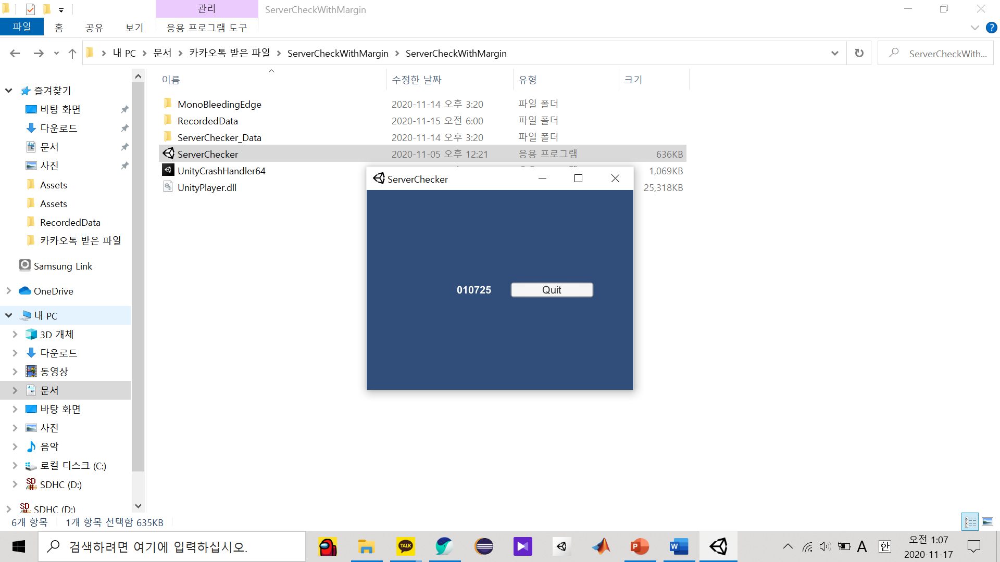 관리
ServerCheckWithMargin
파일
홈
공유
보기
응용 프로그램 도구
내 PC
문서
카카오톡 받은 파일
ServerCheckWithMargin
ServerCheckWithMargin
ServerCheckWith...
이름
수정한 날짜
유형
크기
MonoBleedingEdge
2020-11-14 오후 3:20
파일 폴더
RecordedData
2020-11-15 오전 6:00
파일 폴더
ServerChecker_Data
2020-11-14 오후 3:20
파일 폴더
ServerChecker
2020-11-05 오후 12:21
응용 프로그램
636KB
UnityCrashHandler64
1,069KB
UnityPlayer.dll
25,318KB
즐겨찾기
바탕 화면
다운로드
문서
사진
Assets
Assets
RecordedData
카카오톡 받은 파일
Samsung Link
OneDrive
내 PC
3D 개체
다운로드
동영상
문서
바탕 화면
사진
음악
로컬 디스크 (C:)
SDHC (D:)
SDHC (D:)
ServerChecker
010725
Quit
6개 항목
1개 항목 선택함 635KB
검색하려면 여기에 입력하십시오.
TALK
A
한
오전 1:07
2020-11-17